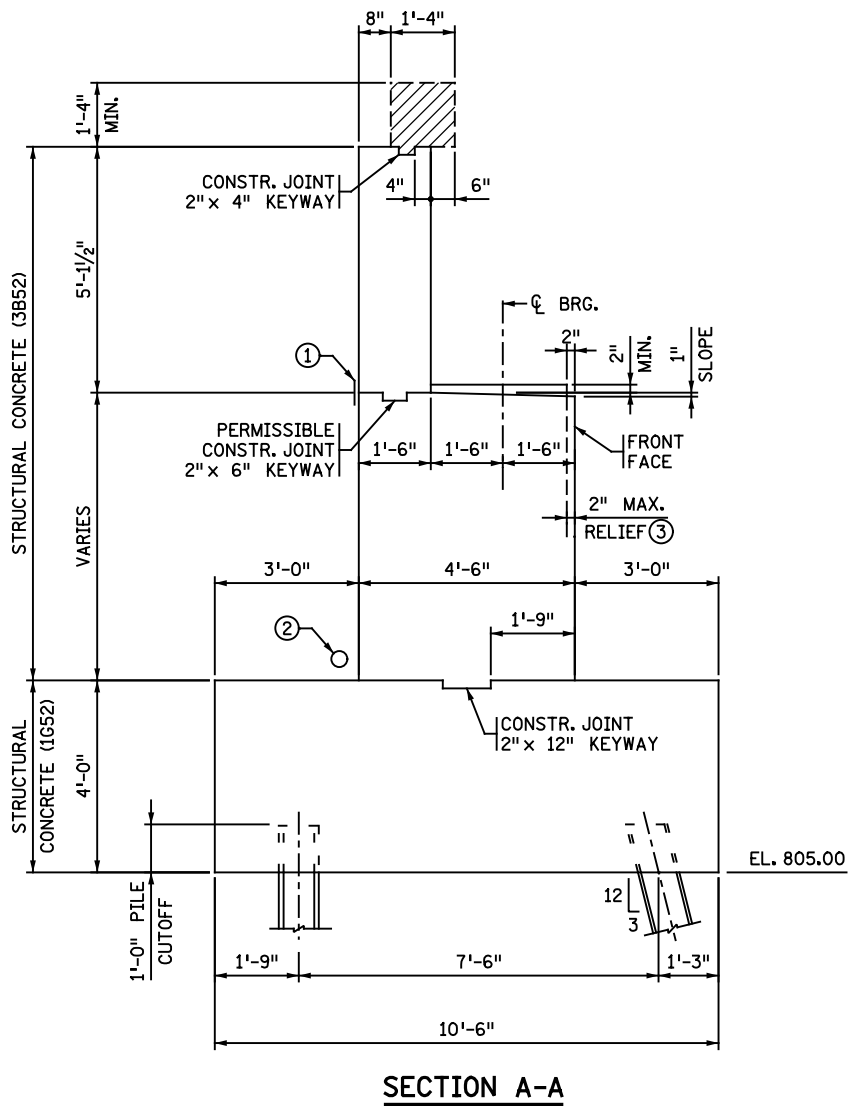 8"
1'-4"
1'-4"
MIN.
CONSTR. JOINT
2" x 4" KEYWAY
4"
6"
5'-1 1/2"
STRUCTURAL CONCRETE (3B52)
℄ BRG.
2"
2"
MIN.
1"
SLOPE
1
PERMISSIBLE
CONSTR. JOINT
2" x 6" KEYWAY
1'-6"
1'-6"
1'-6"
FRONT
FACE
2" MAX.
RELIEF 3
VARIES
3'-0"
4'-6"
3'-0"
1'-9"
2
CONSTR. JOINT
2" x 12" KEYWAY
STRUCTURAL
CONCRETE (1G52)
4'-0"
EL. 805.00
12
3
1'-0" PILE
CUTOFF
1'-9"
7'-6"
1'-3"
10'-6"
SECTION A-A